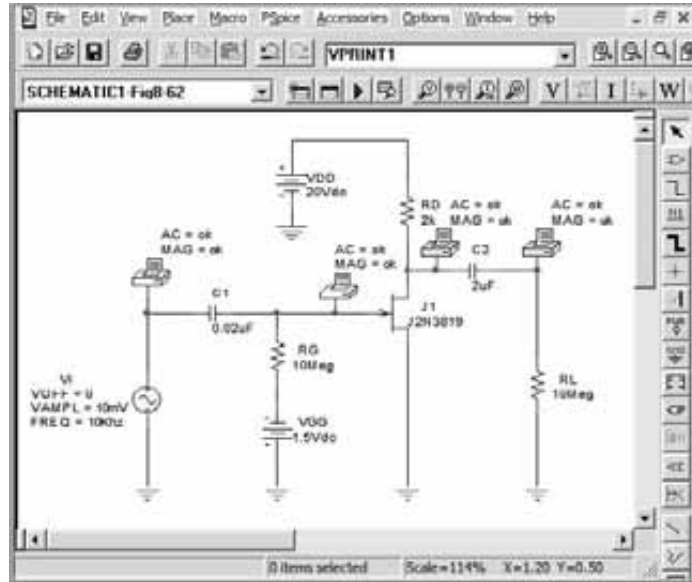 File Edit View Place Macro PSpice Accessories Options Window Help
VPRINT1
SCHEMATIC1-Fig8-62
V I W
VDD
20Vdc
RD
2k
AC = ok
MAG = ok
AC = ok
MAG = ok
AC = ok
MAG = ok
AC = ok
MAG = ok
C1
0.02uF
C2
2uF
J1
J2N3819
RG
10Meg
RL
10Meg
Vi
VOFF = 0
VAMPL = 10mV
FREQ = 10Khz
VGG
1.5Vdc
0 items selected Scale=114% X=1.20 Y=0.50